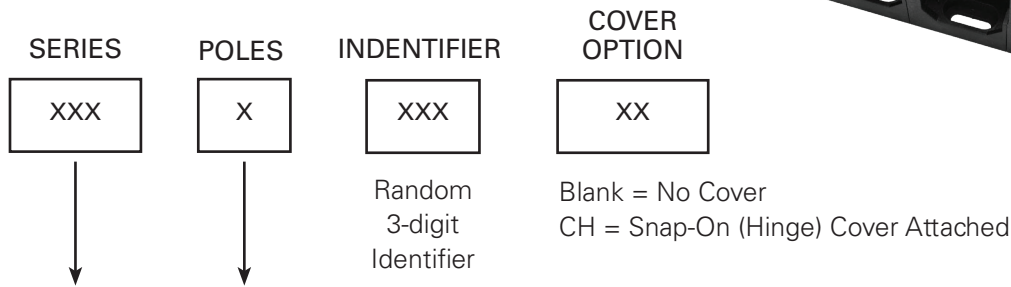 SERIES POLES INDENTIFIER COVER OPTION
XXX X XXX XX
Random
3-digit
Identifier
Blank = No Cover
CH = Snap-On (Hinge) Cover Attached